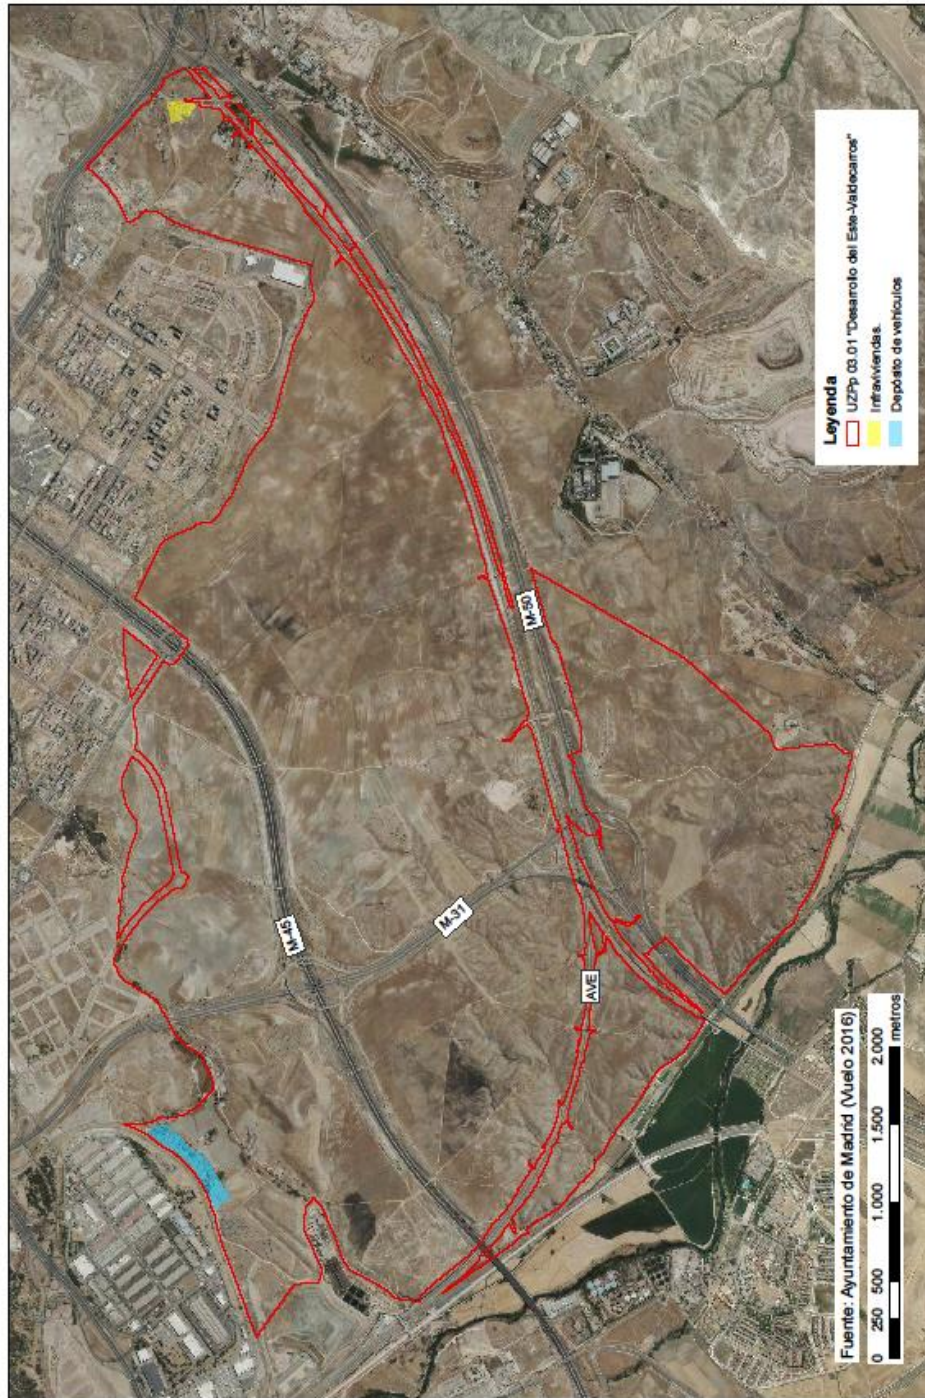 M-45
M-31
M-50
AVE
Leyenda
UZPp 03.01 "Desarrollo del Este-Valdecarros"
Infraviviendas.
Depósito de vehículos
Fuente: Ayuntamiento de Madrid (Vuelo 2016)
0 250 500 1.000 1.500 2.000
metros